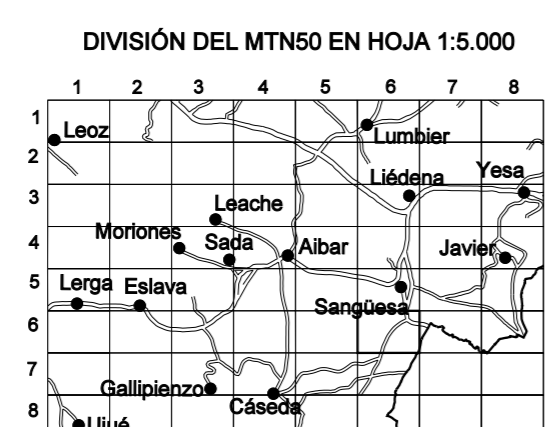 DIVISIÓN DEL MTN50 EN HOJA 1:5.000
1 2 3 4 5 6 7 8
1
Leoz
Lumbier
2
Liédena
Yesa
3
Leache
Moriones
4
Sada
Aibar
Javier
5
Lerga
Eslava
Sangüesa
6
7
Gallipienzo
Cáseda
8
Ujué